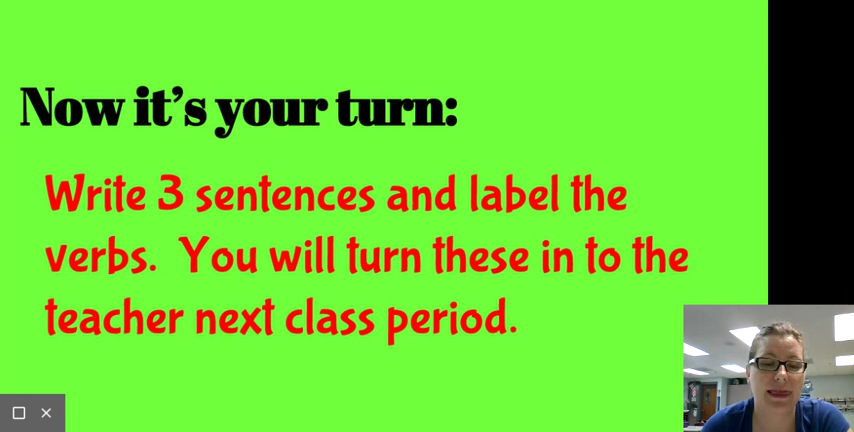 Now it's your turn:
Write 3 sentences and label the
verbs. You will turn these in to the
teacher next class period.